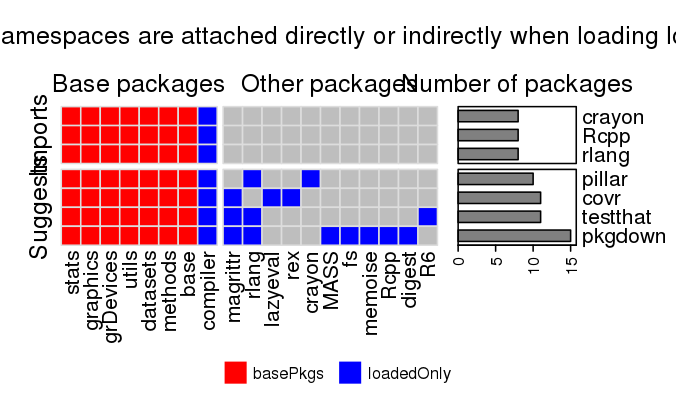 amespaces are attached directly or indirectly when loading lo
Base packages
Other packages
Number of packages
Imports
Suggests
crayon
Rcpp
rlang
pillar
covr
testthat
pkgdown
stats
graphics
grDevices
utils
datasets
methods
base
compiler
magrittr
rlang
lazyeval
rex
crayon
MASS
fs
memoise
Rcpp
digest
R6
0
5
10
15
basePkgs
loadedOnly